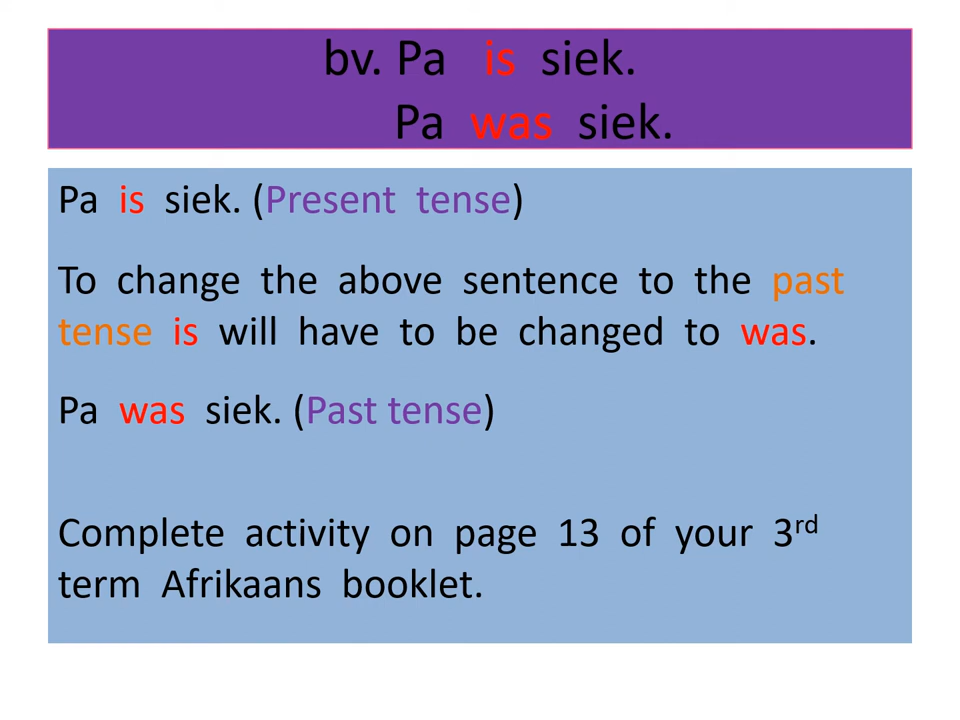 bv. Pa is siek.
Pa was siek.
Pa is siek. (Present tense)
To change the above sentence to the past
tense is will have to be changed to was.
Pa was siek. (Past tense)
Complete activity on page 13 of your 3rd
term Afrikaans booklet.